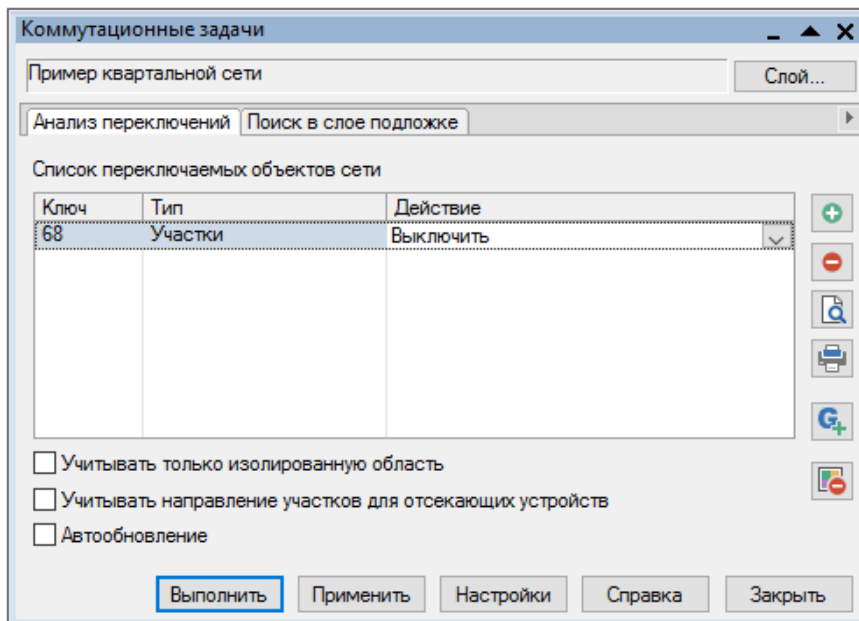 Коммутационные задачи
Пример квартальной сети
Слой...
Анализ переключений Поиск в слое подложке
Список переключаемых объектов сети
Ключ Тип Действие
68 Участки Выключить
G
Учитывать только изолированную область
Учитывать направление участков для отсекающих устройств
Автообновление
Выполнить Применить Настройки Справка Закрыть